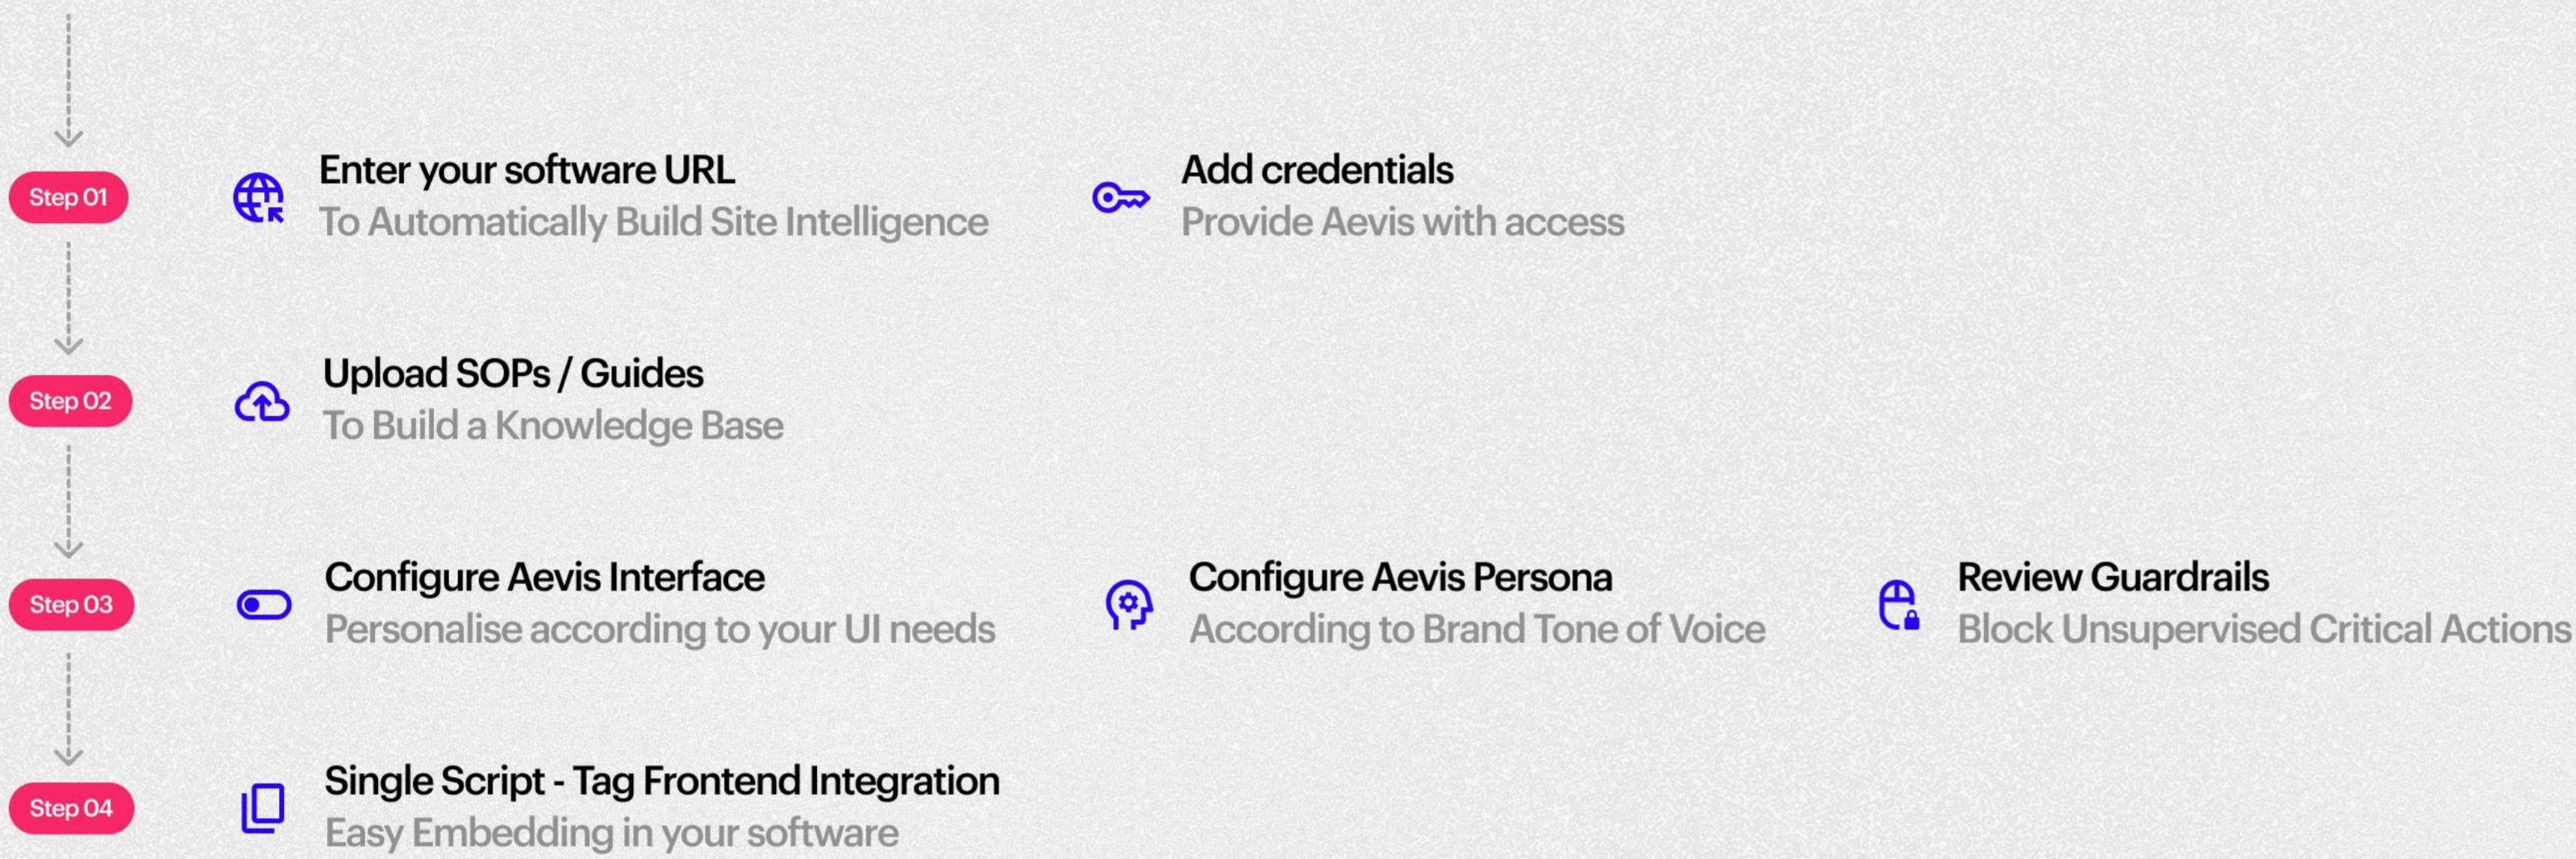 Step 01
Enter your software URL
To Automatically Build Site Intelligence
Add credentials
Provide Aevis with access
Step 02
Upload SOPs / Guides
To Build a Knowledge Base
Step 03
Configure Aevis Interface
Personalise according to your UI needs
Configure Aevis Persona
According to Brand Tone of Voice
Review Guardrails
Block Unsupervised Critical Actions
Step 04
Single Script - Tag Frontend Integration
Easy Embedding in your software